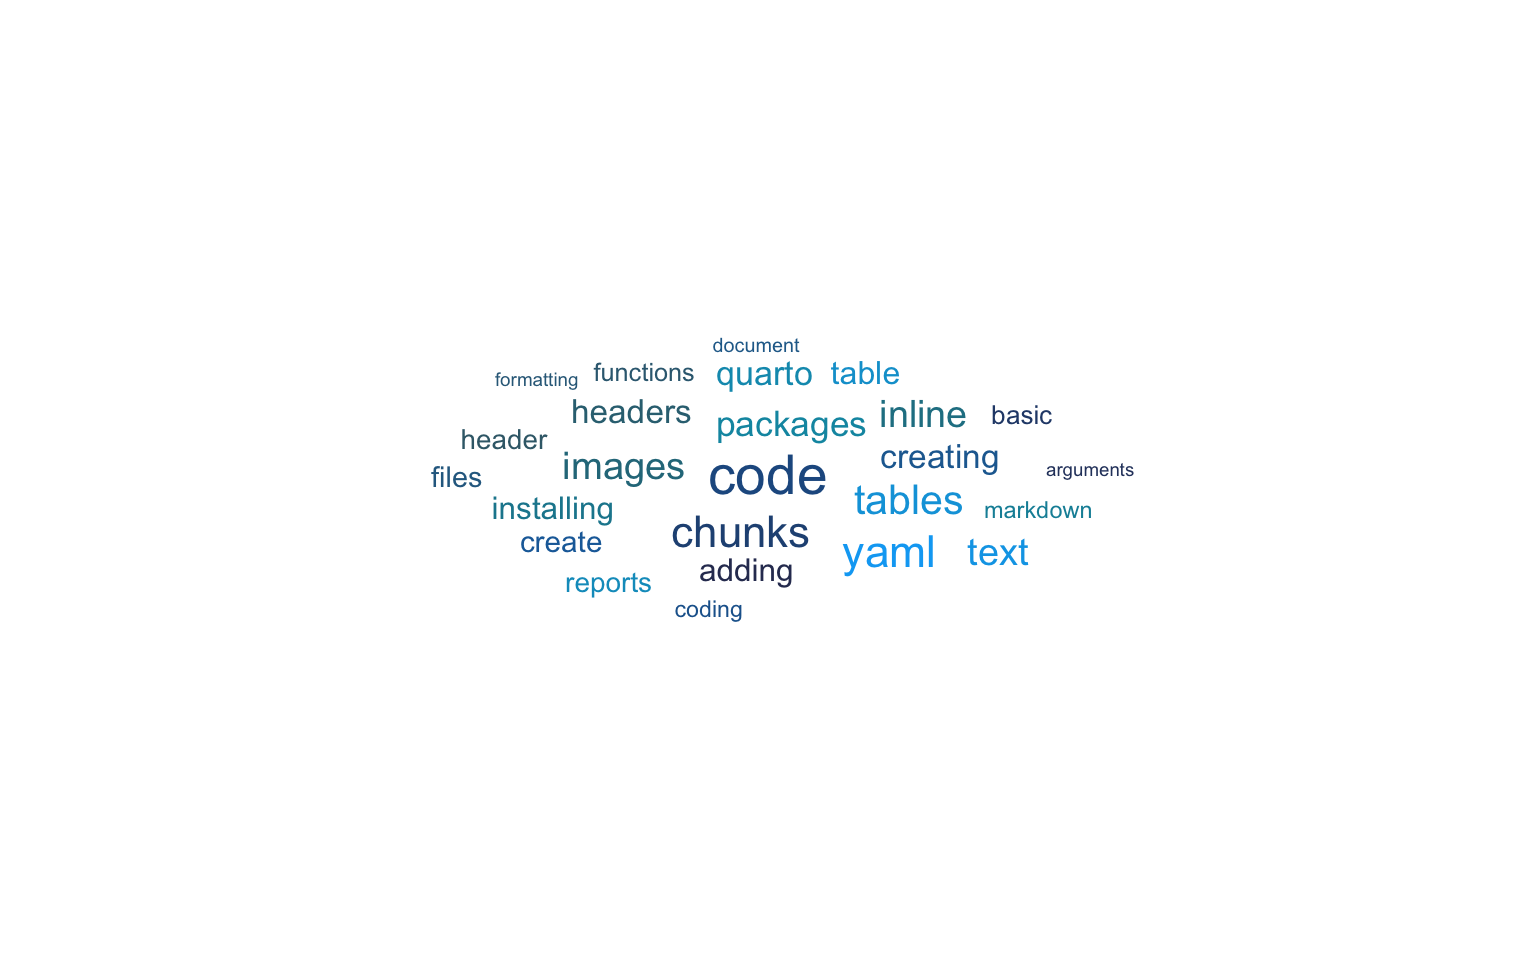 document
formatting
functions
quarto
table
headers
packages
inline
basic
header
images
code
creating
arguments
files
installing
tables
markdown
create
chunks
yaml
text
adding
reports
coding